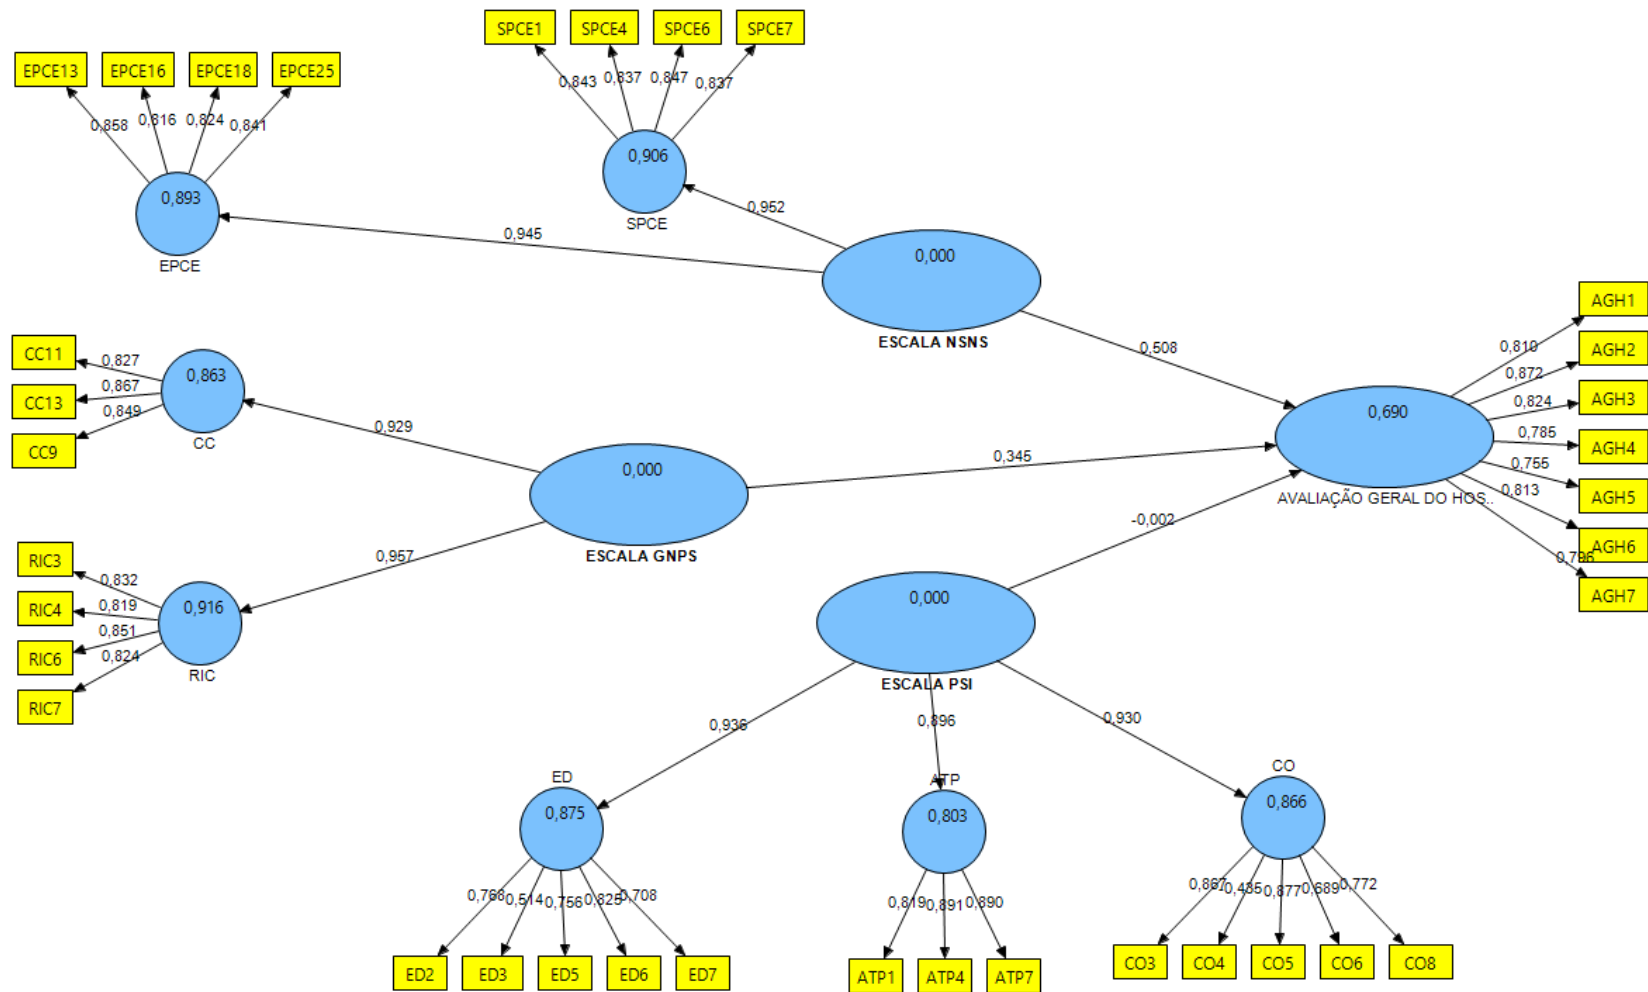 SPCE1 SPCE4 SPCE6 SPCE7
EPCE13 EPCE16 EPCE18 EPCE25
0,843 0,837 0,847 0,837
0,858 0,816 0,824 0,841
0,906
SPCE
0,893
EPCE
0,952
0,945
0,000
ESCALA NSNS
0,508
AGH1
AGH2
AGH3
AGH4
AGH5
AGH6
AGH7
0,810
0,872
0,824
0,785
0,755
0,813
0,796
0,690
AVALIAÇÃO GERAL DO HOS..
CC11
CC13
CC9
0,827
0,867
0,849
0,863
CC
0,929
0,345
0,000
ESCALA GNPS
0,957
-0,002
RIC3
RIC4
RIC6
RIC7
0,832
0,819
0,851
0,824
0,916
RIC
0,000
ESCALA PSI
0,936 0,896 0,930
ED ATP CO
0,875 0,803 0,866
0,768 0,514 0,756 0,825 0,708
0,819 0,891 0,890
0,867 0,435 0,877 0,689 0,772
ED2 ED3 ED5 ED6 ED7
ATP1 ATP4 ATP7
CO3 CO4 CO5 CO6 CO8